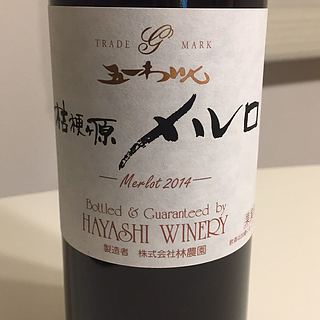 TRADE G MARK
五一わいん
桔梗ヶ原 メルロ
Merlot 2014
Bottled & Guaranteed by
HAYASHI WINERY
製造者 株式会社林農園